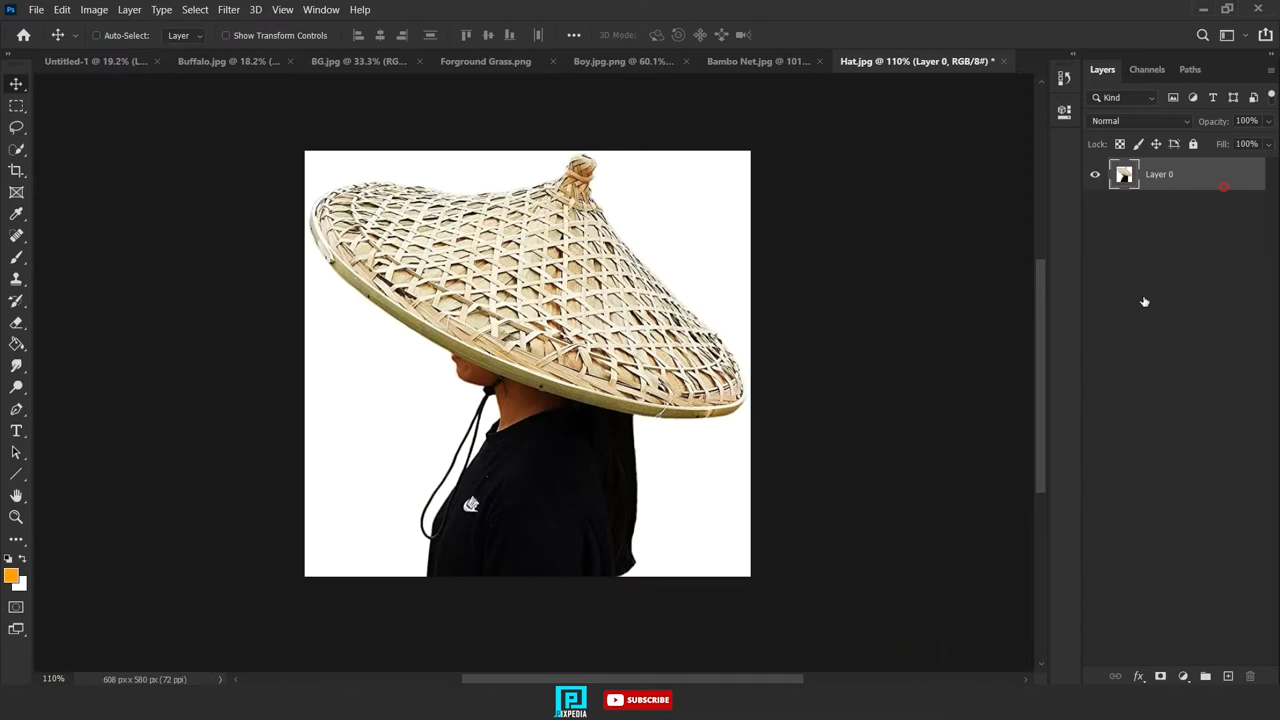 Ps File Edit Image Layer Type Select Filter 3D View Window Help
Auto-Select: Layer Show Transform Controls 3D Mode:
Untitled-1 @ 19.2% (L... × Buffalo.jpg @ 18.2% (... × BG.jpg @ 33.3% (RG... × Forground Grass.png × Boy.jpg.png @ 60.1%... × Bambo Net.jpg @ 101... × Hat.jpg @ 110% (Layer 0, RGB/8#) * ×
Layers Channels Paths
Kind
Normal Opacity: 100%
Lock: Fill: 100%
Layer 0
110% 608 px x 580 px (72 ppi)
PIXPEDIA
SUBSCRIBE